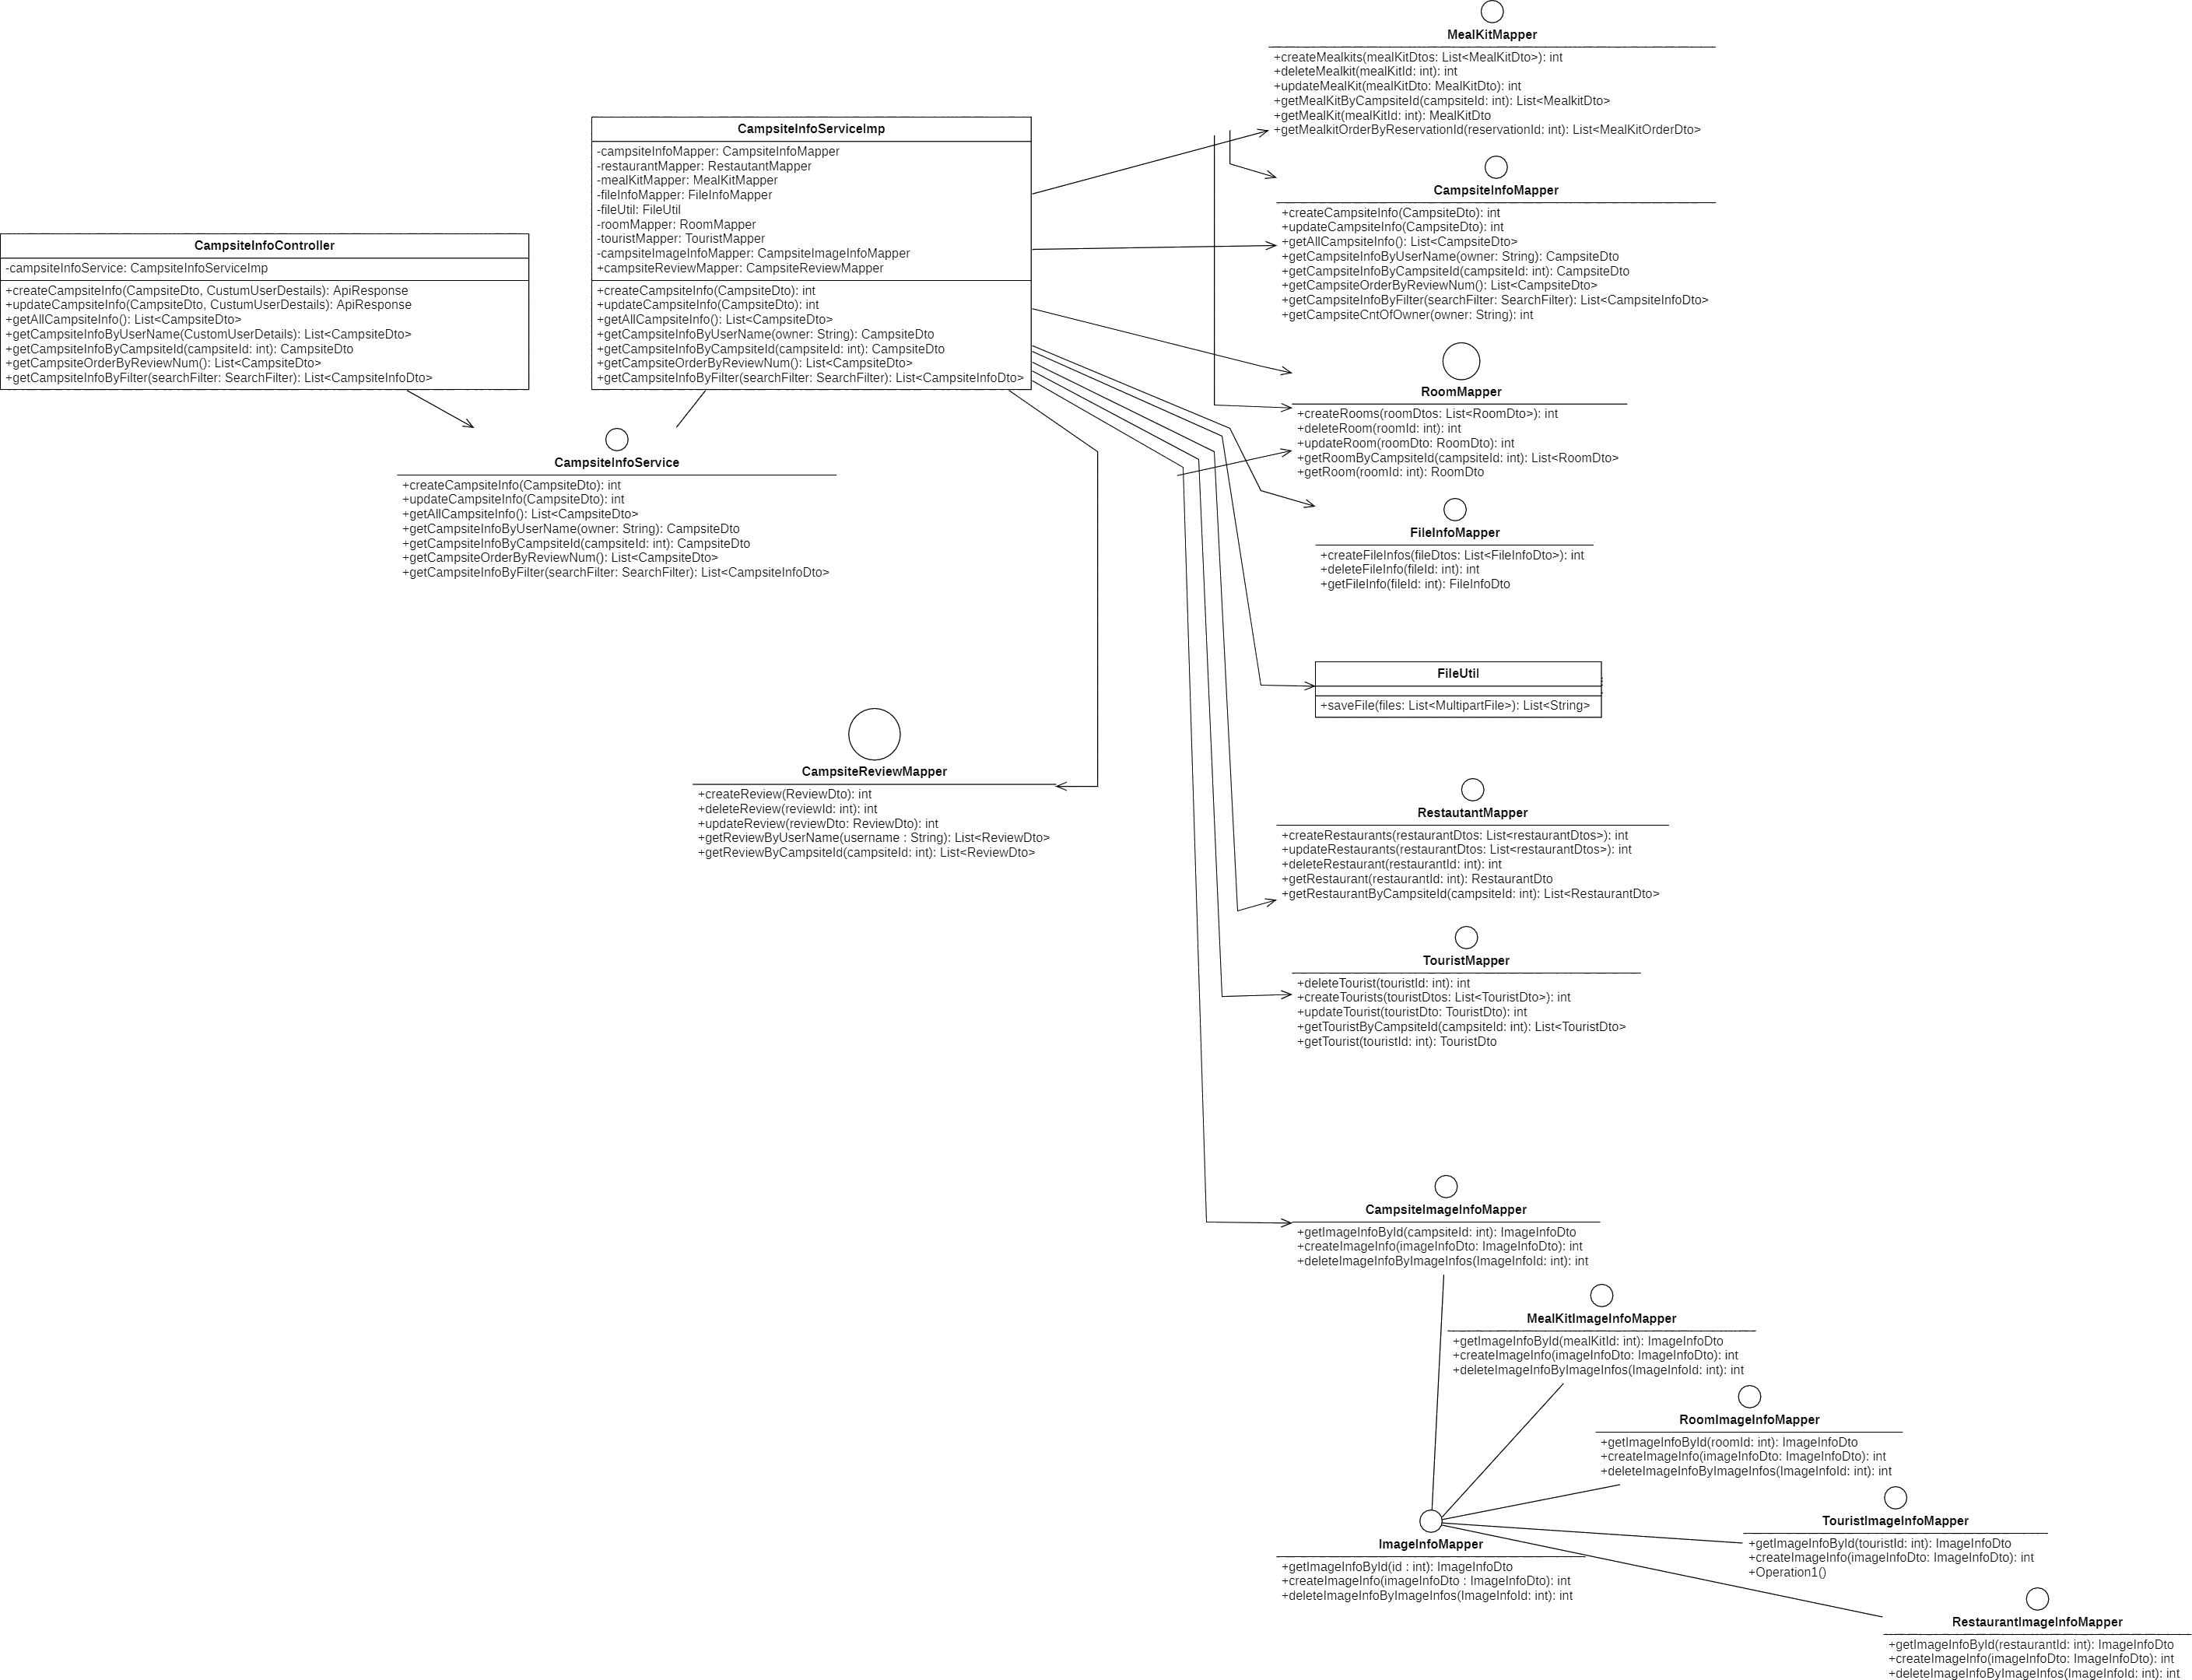 MealKitMapper
+createMealkits(mealKitDtos: List<MealKitDto>): int
+deleteMealkit(mealKitId: int): int
+updateMealKit(mealKitDto: MealKitDto): int
+getMealKitByCampsiteId(campsiteId: int): List<MealkitDto>
+getMealKit(mealKitId: int): MealKitDto
+getMealkitOrderByReservationId(reservationId: int): List<MealKitOrderDto>
CampsiteInfoServiceImp
-campsiteInfoMapper: CampsiteInfoMapper
-restaurantMapper: RestautantMapper
-mealKitMapper: MealKitMapper
-fileInfoMapper: FileInfoMapper
-fileUtil: FileUtil
-roomMapper: RoomMapper
-touristMapper: TouristMapper
-campsiteImageInfoMapper: CampsiteImageInfoMapper
+campsiteReviewMapper: CampsiteReviewMapper
+createCampsiteInfo(CampsiteDto): int
+updateCampsiteInfo(CampsiteDto): int
+getAllCampsiteInfo(): List<CampsiteDto>
+getCampsiteInfoByUserName(owner: String): CampsiteDto
+getCampsiteInfoByCampsiteId(campsiteId: int): CampsiteDto
+getCampsiteOrderByReviewNum(): List<CampsiteDto>
+getCampsiteInfoByFilter(searchFilter: SearchFilter): List<CampsiteInfoDto>
CampsiteInfoMapper
+createCampsiteInfo(CampsiteDto): int
+updateCampsiteInfo(CampsiteDto): int
+getAllCampsiteInfo(): List<CampsiteDto>
+getCampsiteInfoByUserName(owner: String): CampsiteDto
+getCampsiteInfoByCampsiteId(campsiteId: int): CampsiteDto
+getCampsiteOrderByReviewNum(): List<CampsiteDto>
+getCampsiteInfoByFilter(searchFilter: SearchFilter): List<CampsiteInfoDto>
+getCampsiteCntOfOwner(owner: String): int
CampsiteInfoController
-campsiteInfoService: CampsiteInfoServiceImp
+createCampsiteInfo(CampsiteDto, CustumUserDestails): ApiResponse
+updateCampsiteInfo(CampsiteDto, CustumUserDestails): ApiResponse
+getAllCampsiteInfo(): List<CampsiteDto>
+getCampsiteInfoByUserName(CustomUserDetails): List<CampsiteDto>
+getCampsiteInfoByCampsiteId(campsiteId: int): CampsiteDto
+getCampsiteOrderByReviewNum(): List<CampsiteDto>
+getCampsiteInfoByFilter(searchFilter: SearchFilter): List<CampsiteInfoDto>
RoomMapper
+createRooms(roomDtos: List<RoomDto>): int
+deleteRoom(roomId: int): int
+updateRoom(roomDto: RoomDto): int
+getRoomByCampsiteId(campsiteId: int): List<RoomDto>
+getRoom(roomId: int): RoomDto
CampsiteInfoService
+createCampsiteInfo(CampsiteDto): int
+updateCampsiteInfo(CampsiteDto): int
+getAllCampsiteInfo(): List<CampsiteDto>
+getCampsiteInfoByUserName(owner: String): CampsiteDto
+getCampsiteInfoByCampsiteId(campsiteId: int): CampsiteDto
+getCampsiteOrderByReviewNum(): List<CampsiteDto>
+getCampsiteInfoByFilter(searchFilter: SearchFilter): List<CampsiteInfoDto>
FileInfoMapper
+createFileInfos(fileDtos: List<FileInfoDto>): int
+deleteFileInfo(fileId: int): int
+getFileInfo(fileId: int): FileInfoDto
FileUtil
+saveFile(files: List<MultipartFile>): List<String>
CampsiteReviewMapper
+createReview(ReviewDto): int
+deleteReview(reviewId: int): int
+updateReview(reviewDto: ReviewDto): int
+getReviewByUserName(username : String): List<ReviewDto>
+getReviewByCampsiteId(campsiteId: int): List<ReviewDto>
RestautantMapper
+createRestaurants(restaurantDtos: List<restaurantDtos>): int
+updateRestaurants(restaurantDtos: List<restaurantDtos>): int
+deleteRestaurant(restaurantId: int): int
+getRestaurant(restaurantId: int): RestaurantDto
+getRestaurantByCampsiteId(campsiteId: int): List<RestaurantDto>
TouristMapper
+deleteTourist(touristId: int): int
+createTourists(touristDtos: List<TouristDto>): int
+updateTourist(touristDto: TouristDto): int
+getTouristByCampsiteId(campsiteId: int): List<TouristDto>
+getTourist(touristId: int): TouristDto
CampsiteImageInfoMapper
+getImageInfoById(campsiteId: int): ImageInfoDto
+createImageInfo(imageInfoDto: ImageInfoDto): int
+deleteImageInfoByImageInfos(ImageInfoId: int): int
MealKitImageInfoMapper
+getImageInfoById(mealKitId: int): ImageInfoDto
+createImageInfo(imageInfoDto: ImageInfoDto): int
+deleteImageInfoByImageInfos(ImageInfoId: int): int
RoomImageInfoMapper
+getImageInfoById(roomId: int): ImageInfoDto
+createImageInfo(imageInfoDto: ImageInfoDto): int
+deleteImageInfoByImageInfos(ImageInfoId: int): int
TouristImageInfoMapper
+getImageInfoById(touristId: int): ImageInfoDto
+createImageInfo(imageInfoDto: ImageInfoDto): int
+Operation1()
ImageInfoMapper
+getImageInfoById(id : int): ImageInfoDto
+createImageInfo(imageInfoDto : ImageInfoDto): int
+deleteImageInfoByImageInfos(ImageInfoId: int): int
RestaurantImageInfoMapper
+getImageInfoById(restaurantId: int): ImageInfoDto
+createImageInfo(imageInfoDto: ImageInfoDto): int
+deleteImageInfoByImageInfos(ImageInfoId: int): int